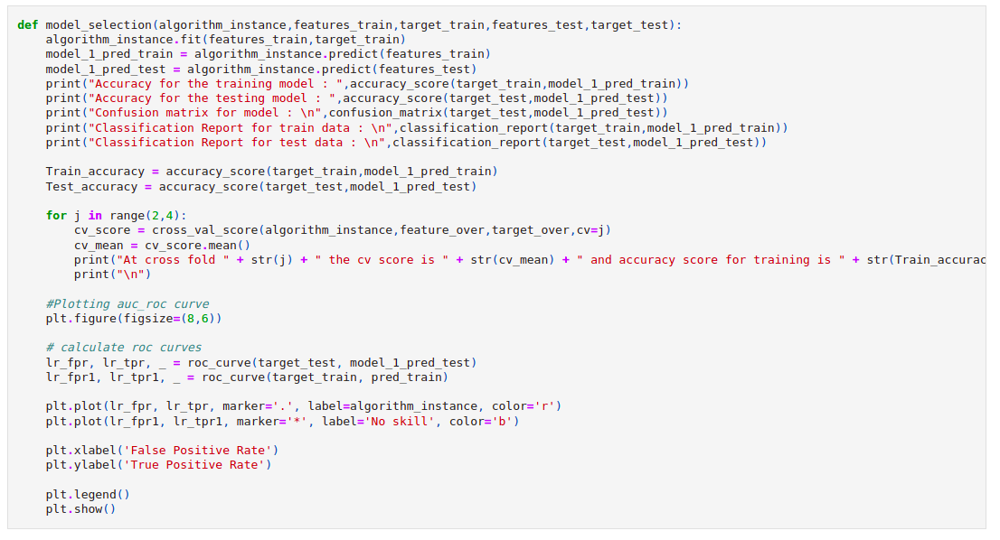 def model_selection(algorithm_instance,features_train,target_train,features_test,target_test):
    algorithm_instance.fit(features_train,target_train)
    model_1_pred_train = algorithm_instance.predict(features_train)
    model_1_pred_test = algorithm_instance.predict(features_test)
    print("Accuracy for the training model : ",accuracy_score(target_train,model_1_pred_train))
    print("Accuracy for the testing model : ",accuracy_score(target_test,model_1_pred_test))
    print("Confusion matrix for model : \n",confusion_matrix(target_test,model_1_pred_test))
    print("Classification Report for train data : \n",classification_report(target_train,model_1_pred_train))
    print("Classification Report for test data : \n",classification_report(target_test,model_1_pred_test))

    Train_accuracy = accuracy_score(target_train,model_1_pred_train)
    Test_accuracy = accuracy_score(target_test,model_1_pred_test)

    for j in range(2,4):
        cv_score = cross_val_score(algorithm_instance,feature_over,target_over,cv=j)
        cv_mean = cv_score.mean()
        print("At cross fold " + str(j) + " the cv score is " + str(cv_mean) + " and accuracy score for training is " + str(Train_accurac
        print("\n")

    #Plotting auc_roc curve
    plt.figure(figsize=(8,6))

    # calculate roc curves
    lr_fpr, lr_tpr, _ = roc_curve(target_test, model_1_pred_test)
    lr_fpr1, lr_tpr1, _ = roc_curve(target_train, pred_train)

    plt.plot(lr_fpr, lr_tpr, marker='.', label=algorithm_instance, color='r')
    plt.plot(lr_fpr1, lr_tpr1, marker='*', label='No skill', color='b')

    plt.xlabel('False Positive Rate')
    plt.ylabel('True Positive Rate')

    plt.legend()
    plt.show()